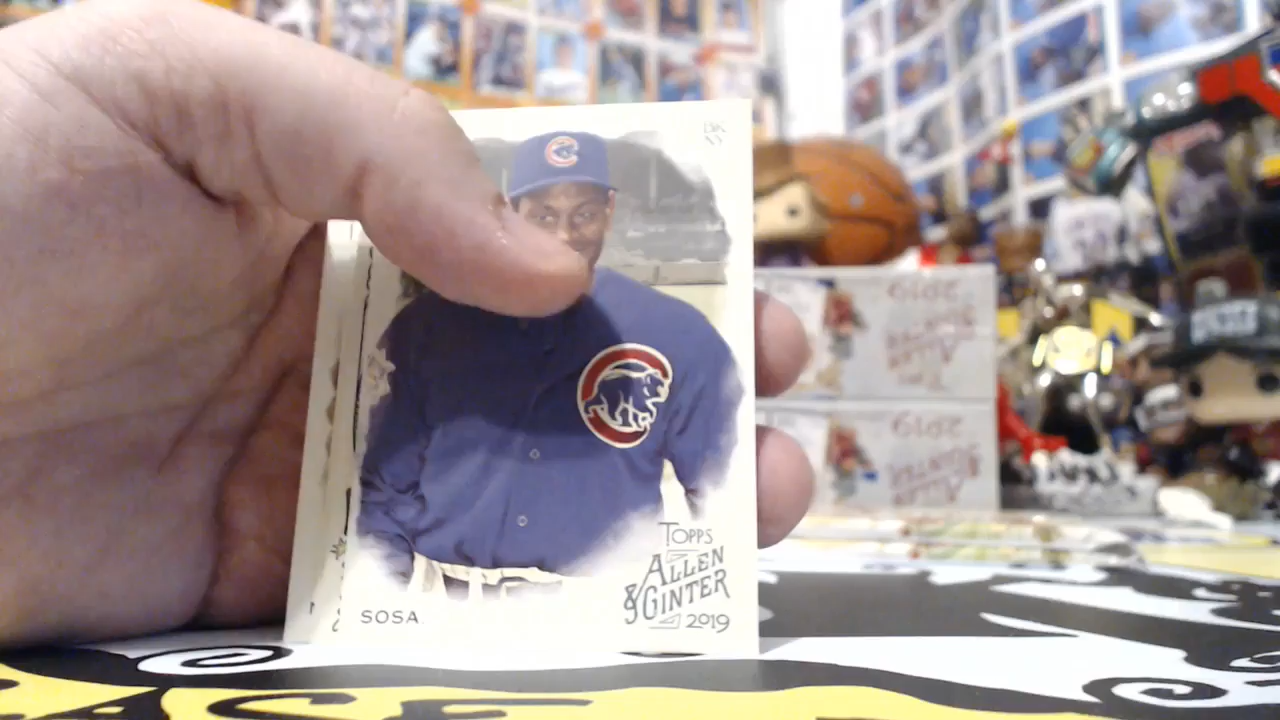 SOSA
TOPPS
ALLEN
& GINTER
2019
2019
ALLEN
GINTER
2019
ALLEN
GINTER